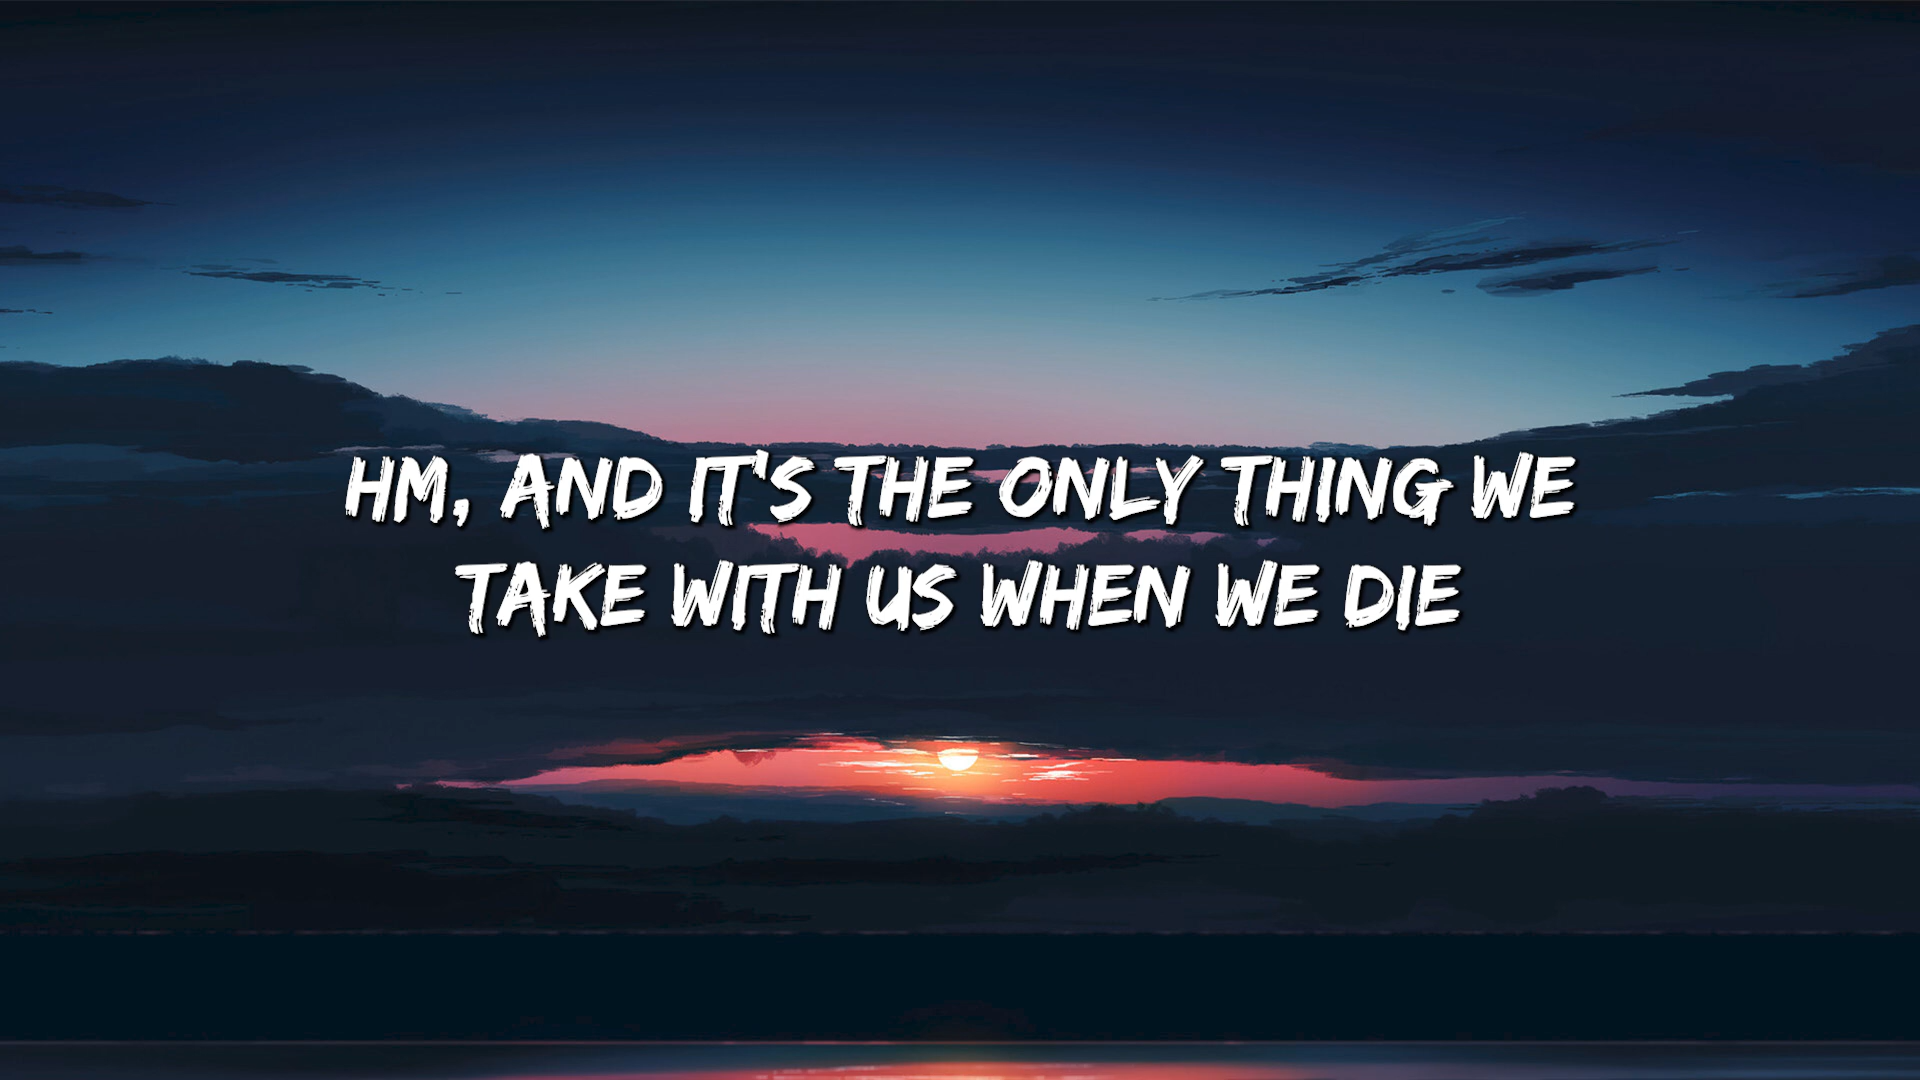 HM, AND IT'S THE ONLY THING WE
TAKE WITH US WHEN WE DIE